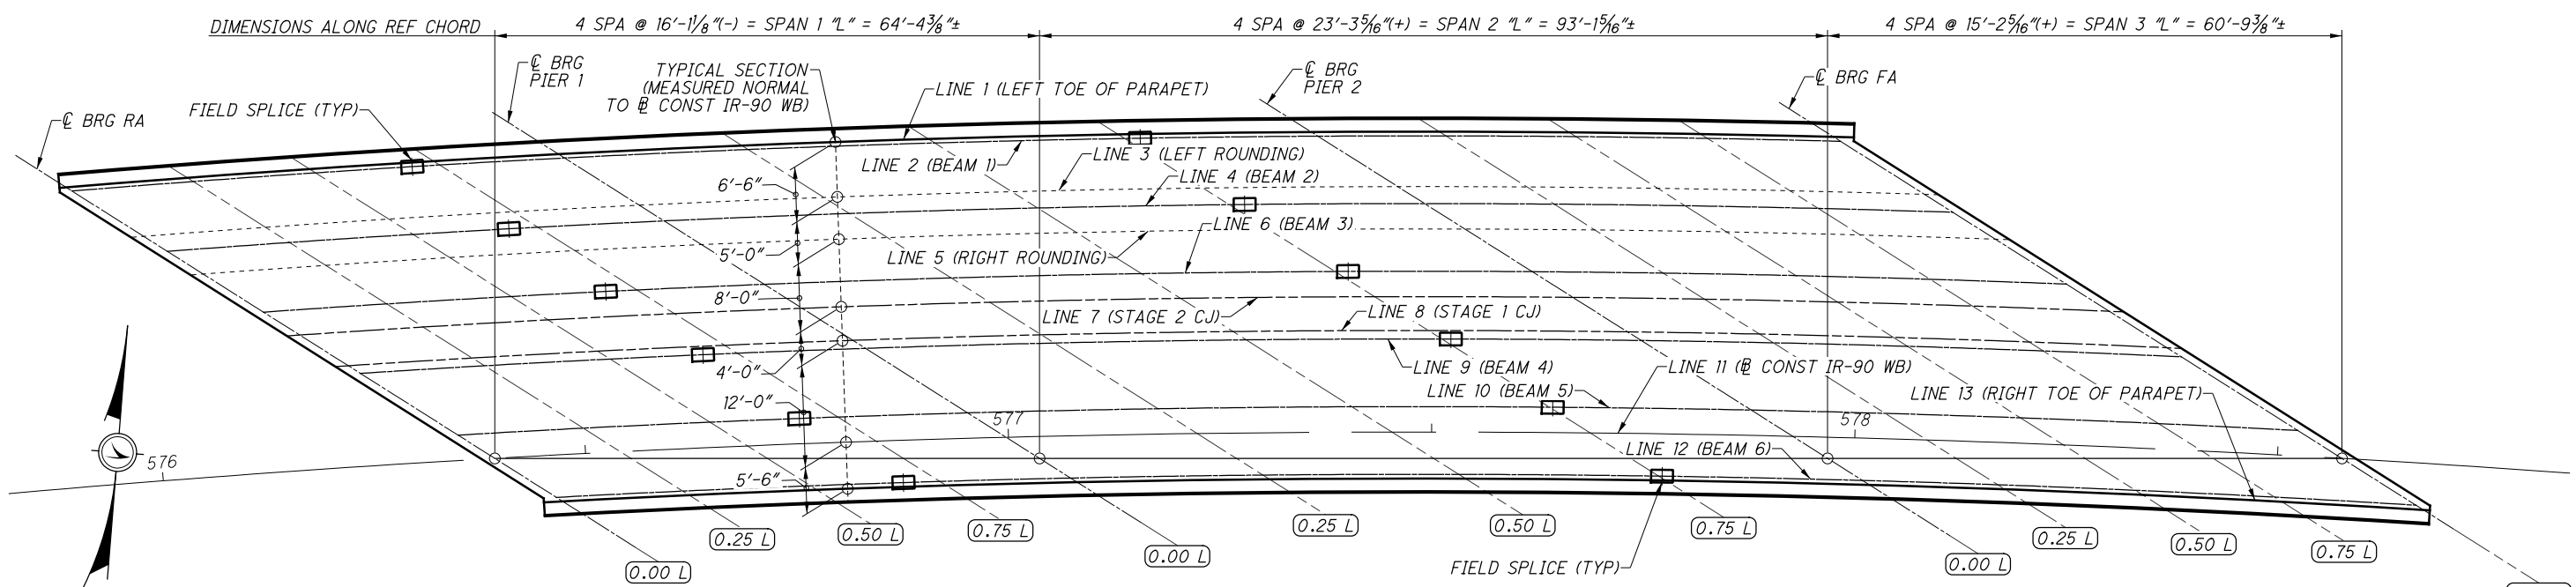 DIMENSIONS ALONG REF CHORD
4 SPA @ 16'-1⅛"(-) = SPAN 1 "L" = 64'-4⅜"±
4 SPA @ 23'-3 5/16"(+) = SPAN 2 "L" = 93'-1 5/16"±
4 SPA @ 15'-2 5/16"(+) = SPAN 3 "L" = 60'-9⅜"±
℄ BRG RA
FIELD SPLICE (TYP)
℄ BRG
PIER 1
TYPICAL SECTION
(MEASURED NORMAL
TO BL CONST IR-90 WB)
LINE 1 (LEFT TOE OF PARAPET)
℄ BRG
PIER 2
℄ BRG FA
LINE 2 (BEAM 1)
LINE 3 (LEFT ROUNDING)
LINE 4 (BEAM 2)
LINE 6 (BEAM 3)
LINE 5 (RIGHT ROUNDING)
6'-6"
5'-0"
8'-0"
4'-0"
12'-0"
5'-6"
LINE 7 (STAGE 2 CJ)
LINE 8 (STAGE 1 CJ)
LINE 9 (BEAM 4)
LINE 11 (BL CONST IR-90 WB)
LINE 10 (BEAM 5)
LINE 13 (RIGHT TOE OF PARAPET)
LINE 12 (BEAM 6)
576
577
578
0.00 L
0.25 L
0.50 L
0.75 L
0.00 L
0.25 L
0.50 L
0.75 L
0.00 L
0.25 L
0.50 L
0.75 L
FIELD SPLICE (TYP)